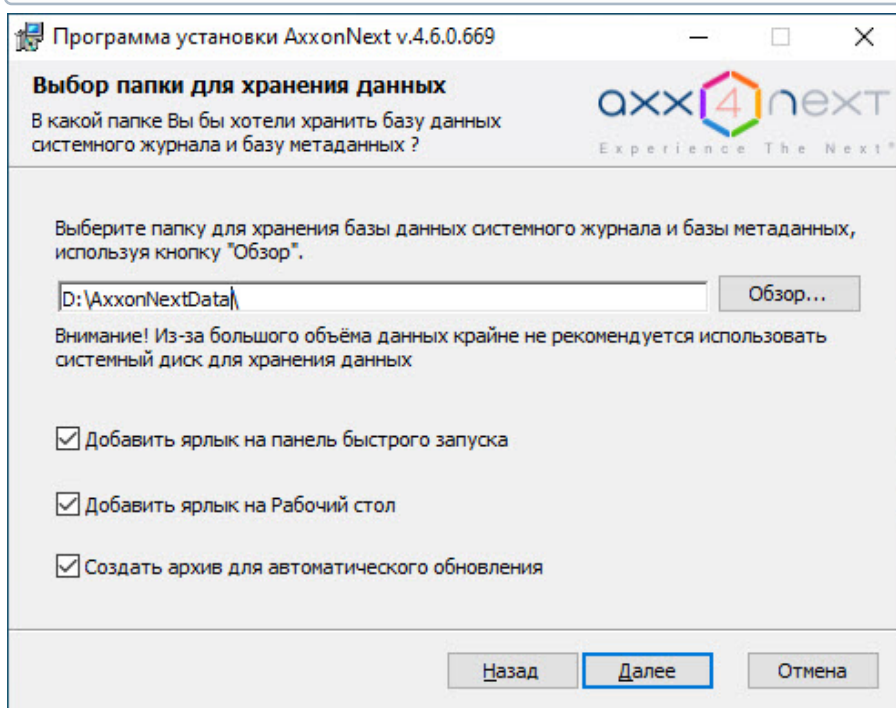 Программа установки AxxonNext v.4.6.0.669
Выбор папки для хранения данных
В какой папке Вы бы хотели хранить базу данных
системного журнала и базу метаданных ?
axx4next
Experience The Next®
Выберите папку для хранения базы данных системного журнала и базы метаданных,
используя кнопку "Обзор".
D:\AxxonNextData\
Обзор...
Внимание! Из-за большого объёма данных крайне не рекомендуется использовать
системный диск для хранения данных
Добавить ярлык на панель быстрого запуска
Добавить ярлык на Рабочий стол
Создать архив для автоматического обновления
Назад
Далее
Отмена